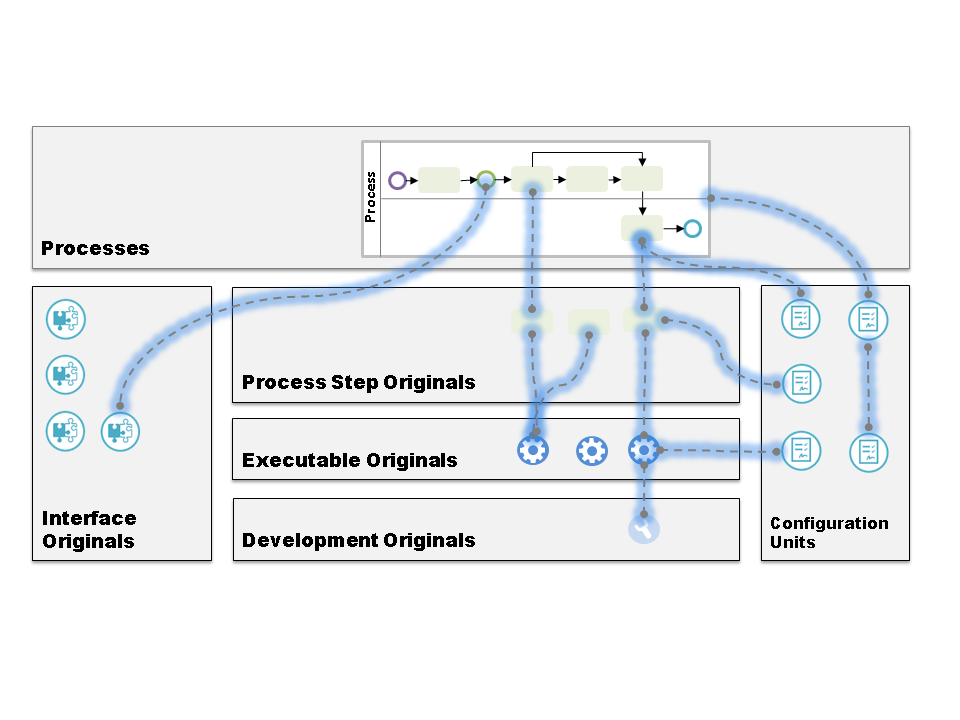 Process
Processes
Process Step Originals
Executable Originals
Interface
Originals
Development Originals
Configuration
Units